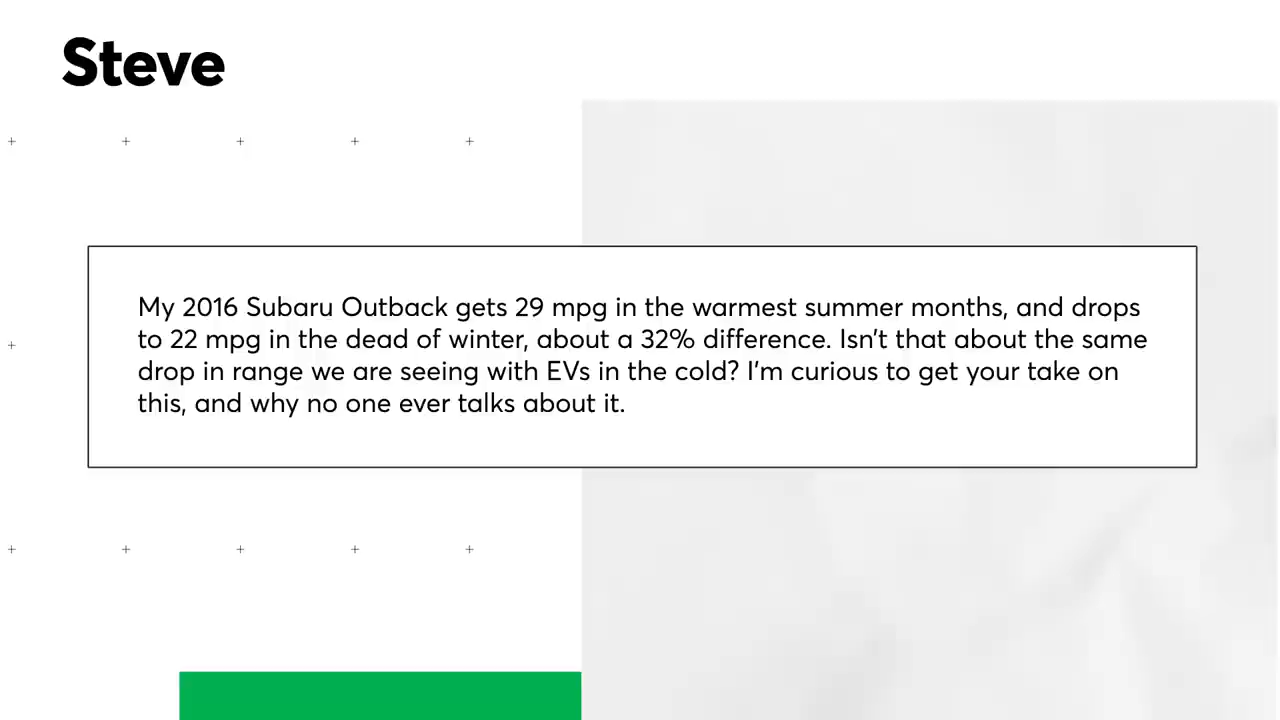 Steve
My 2016 Subaru Outback gets 29 mpg in the warmest summer months, and drops
to 22 mpg in the dead of winter, about a 32% difference. Isn't that about the same
drop in range we are seeing with EVs in the cold? I'm curious to get your take on
this, and why no one ever talks about it.